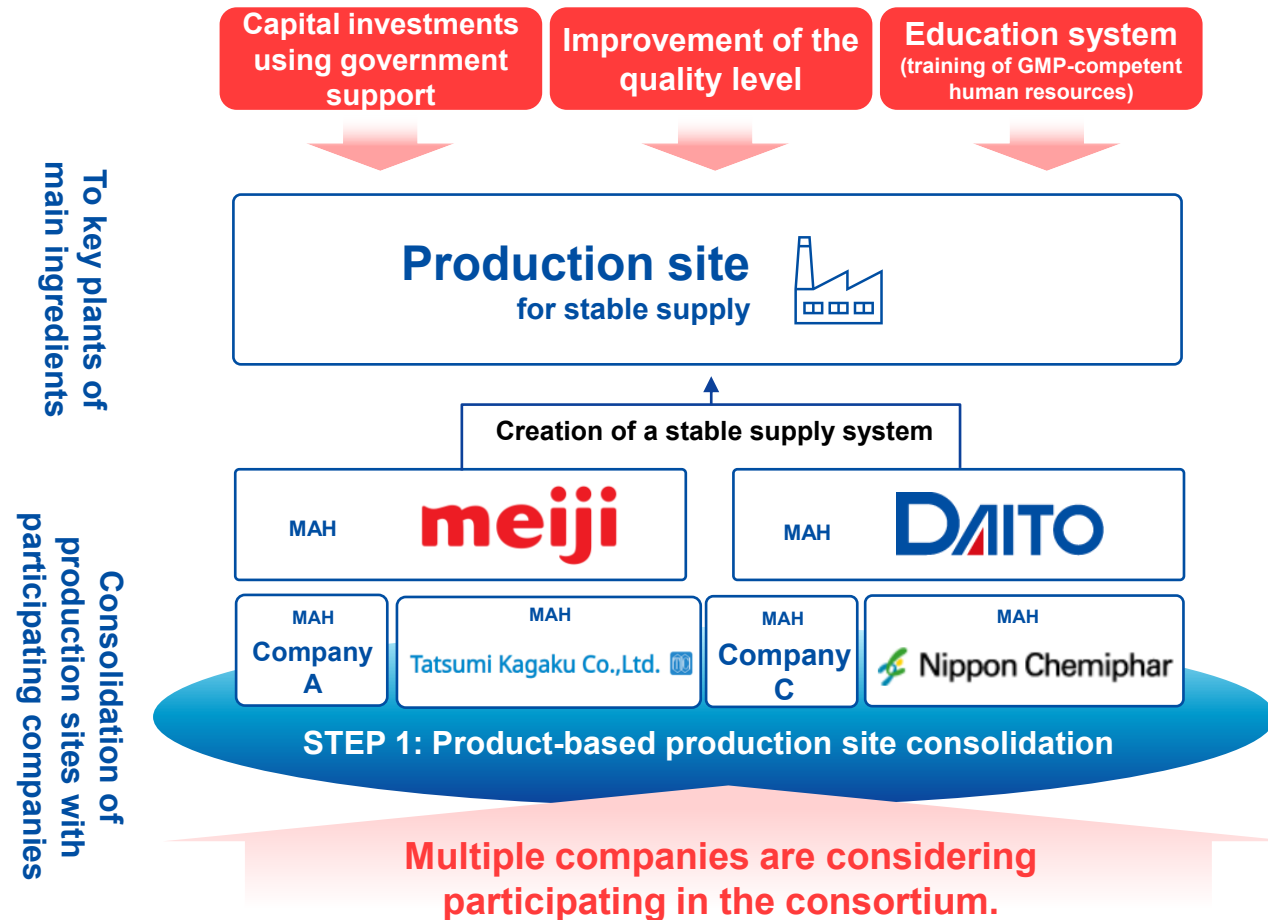 Capital investments
using government
support
Improvement of the
quality level
Education system
(training of GMP-competent
human resources)
To key plants of
main ingredients
Production site
for stable supply
Creation of a stable supply system
MAH
meiji
MAH
DAITO
Consolidation of
production sites with
participating companies
MAH
Company
A
MAH
Tatsumi Kagaku Co.,Ltd.
MAH
Company
C
MAH
Nippon Chemiphar
STEP 1: Product-based production site consolidation
Multiple companies are considering
participating in the consortium.